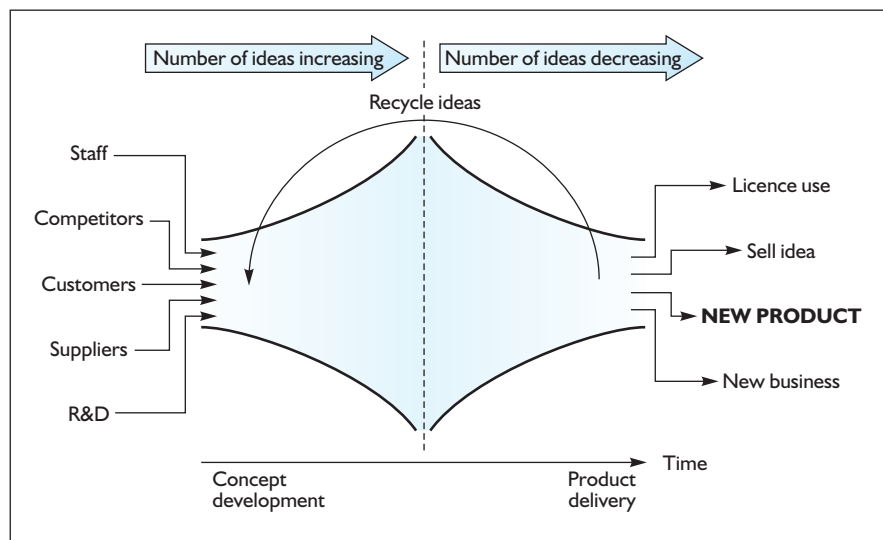 Number of ideas increasing
Number of ideas decreasing
Recycle ideas
Staff
Competitors
Customers
Suppliers
R&D
Licence use
Sell idea
NEW PRODUCT
New business
Time
Concept
development
Product
delivery